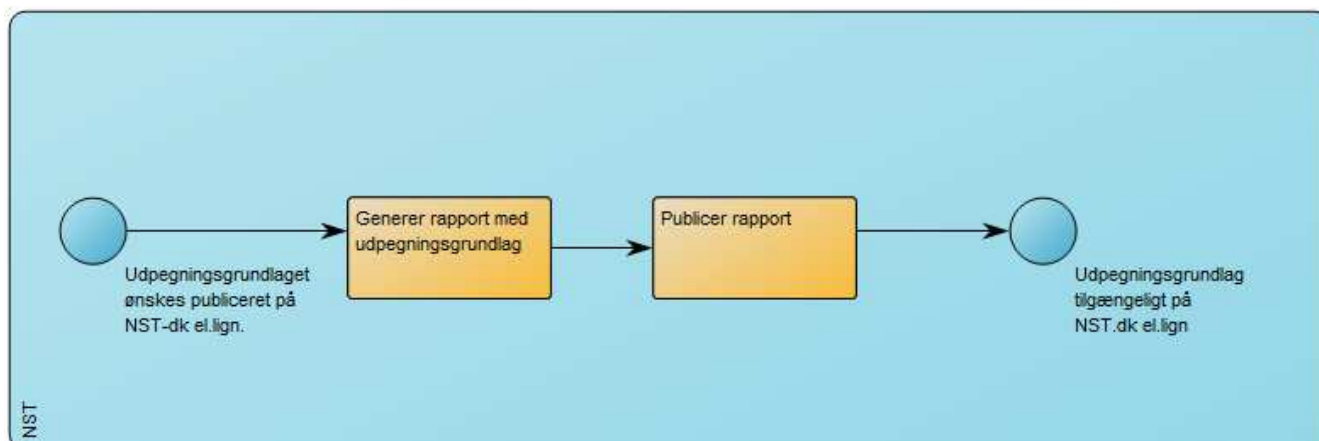 Generer rapport med
udpegningsgrundlag
Publicer rapport
Udpegningsgrundlaget
ønskes publiceret på
NST-dk el.lign.
Udpegningsgrundlag
tilgængeligt på
NST.dk el.lign
NST